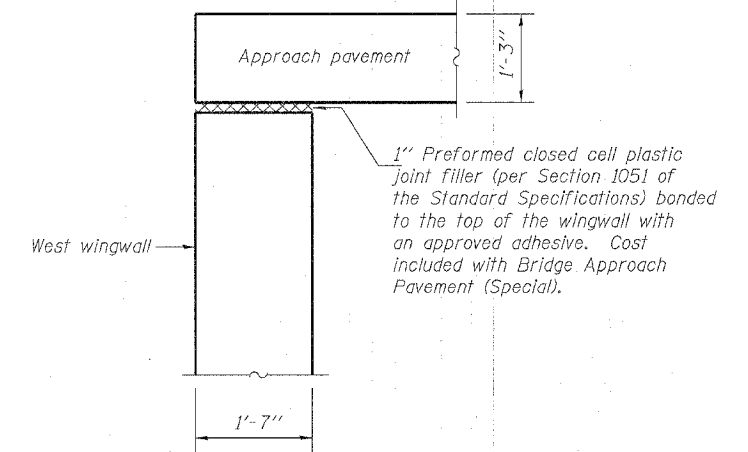 Approach pavement
1'-3"
1" Preformed closed cell plastic
joint filler (per Section 1051 of
the Standard Specifications) bonded
to the top of the wingwall with
an approved adhesive. Cost
included with Bridge Approach
Pavement (Special).
West wingwall
1'-7"